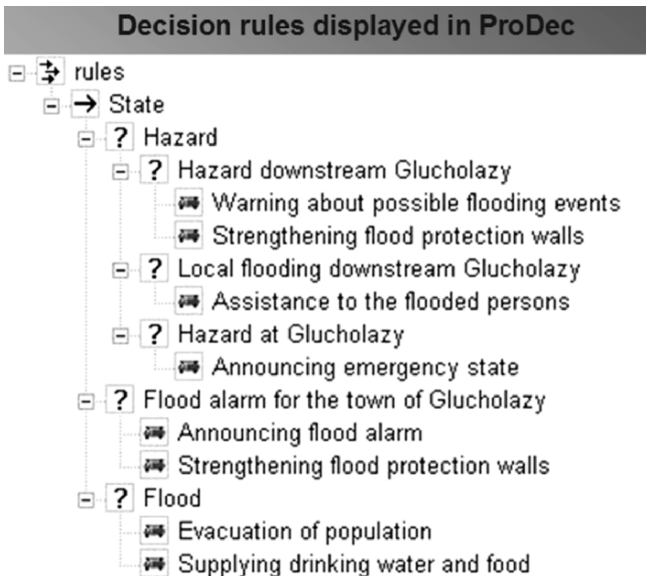 Decision rules displayed in ProDec
rules
State
? Hazard
? Hazard downstream Glucholazy
Warning about possible flooding events
Strengthening flood protection walls
? Local flooding downstream Glucholazy
Assistance to the flooded persons
? Hazard at Glucholazy
Announcing emergency state
? Flood alarm for the town of Glucholazy
Announcing flood alarm
Strengthening flood protection walls
? Flood
Evacuation of population
Supplying drinking water and food